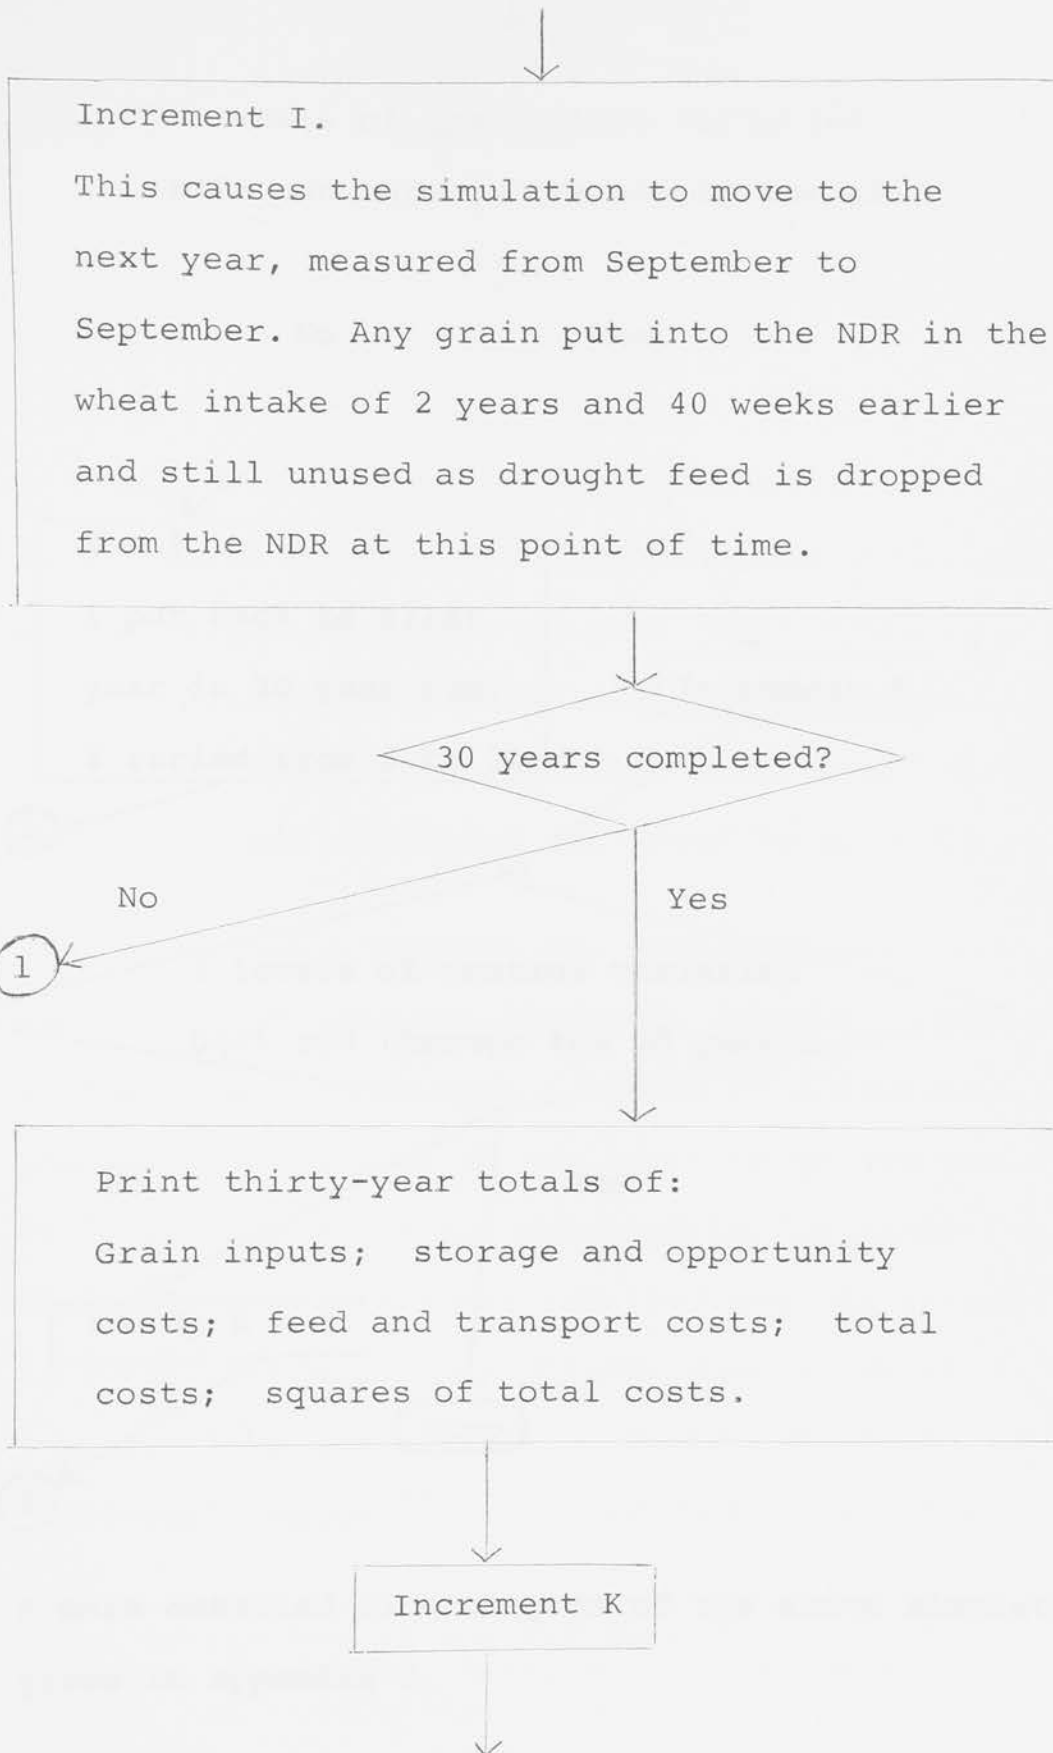 Increment I.
This causes the simulation to move to the
next year, measured from September to
September. Any grain put into the NDR in the
wheat intake of 2 years and 40 weeks earlier
and still unused as drought feed is dropped
from the NDR at this point of time.
30 years completed?
No
Yes
1
Print thirty-year totals of:
Grain inputs; storage and opportunity
costs; feed and transport costs; total
costs; squares of total costs.
Increment K